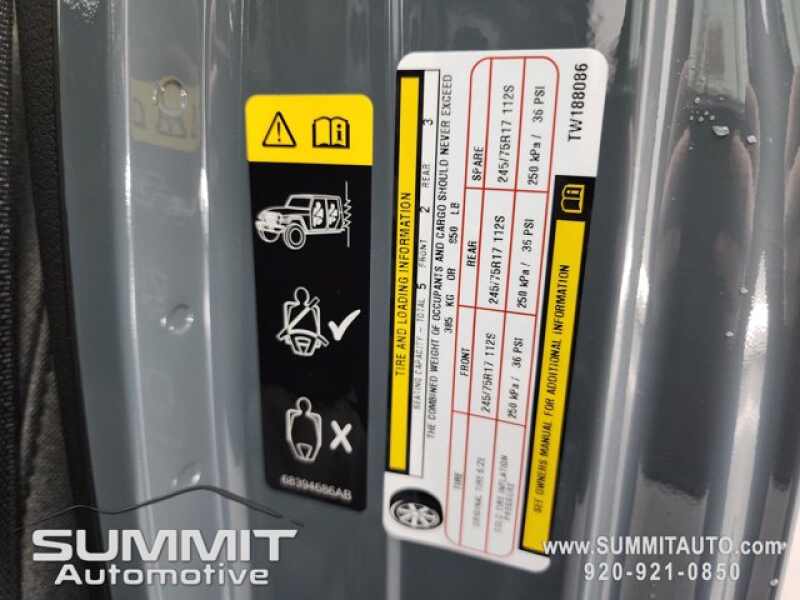 68394686AB
TIRE AND LOADING INFORMATION
SEATING CAPACITY - TOTAL 5 FRONT 2 REAR 3
THE COMBINED WEIGHT OF OCCUPANTS AND CARGO SHOULD NEVER EXCEED
385 KG OR 850 LB
TIRE FRONT REAR SPARE
ORIGINAL TIRE SIZE 245/75R17 112S 245/75R17 112S 245/75R17 112S
COLD TIRE INFLATION PRESSURE 250 kPa / 36 PSI 250 kPa / 36 PSI 250 kPa / 36 PSI
SEE OWNERS MANUAL FOR ADDITIONAL INFORMATION
TW188086
SUMMIT
Automotive
www.SUMMITAUTO.com
920-921-0850